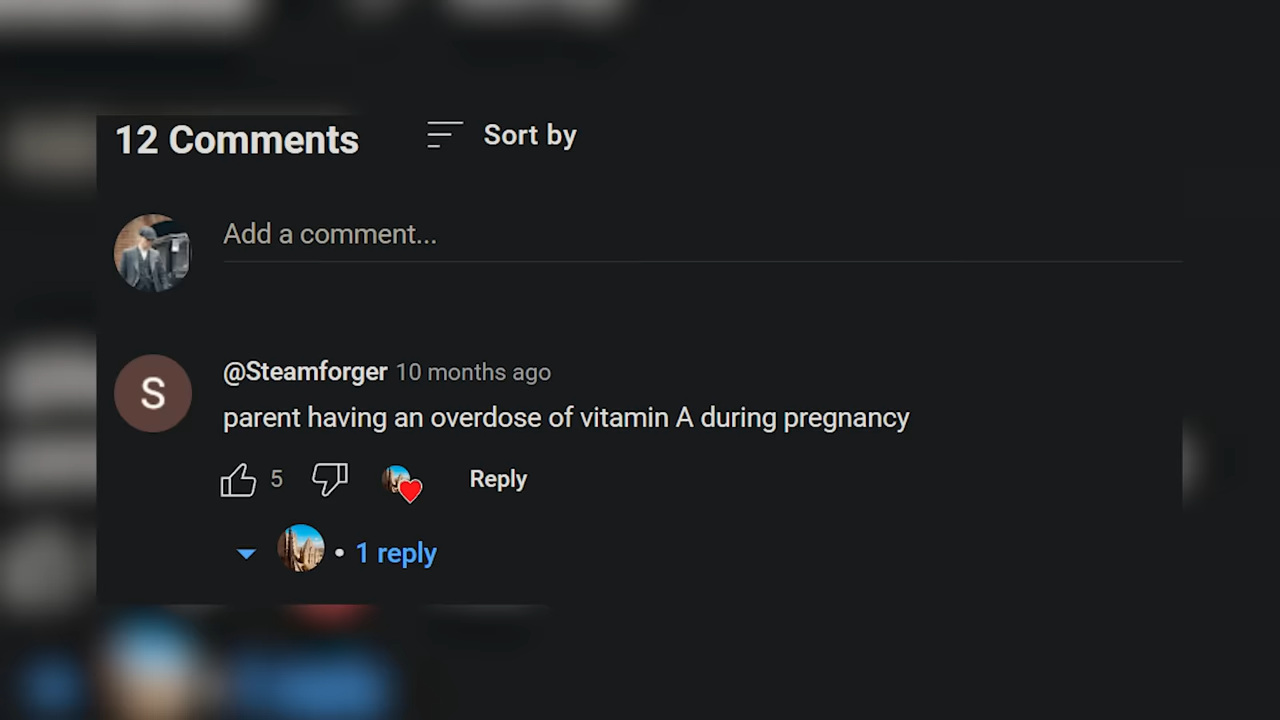 12 Comments
Sort by
Add a comment...
S
@Steamforger 10 months ago
parent having an overdose of vitamin A during pregnancy
5
Reply
• 1 reply